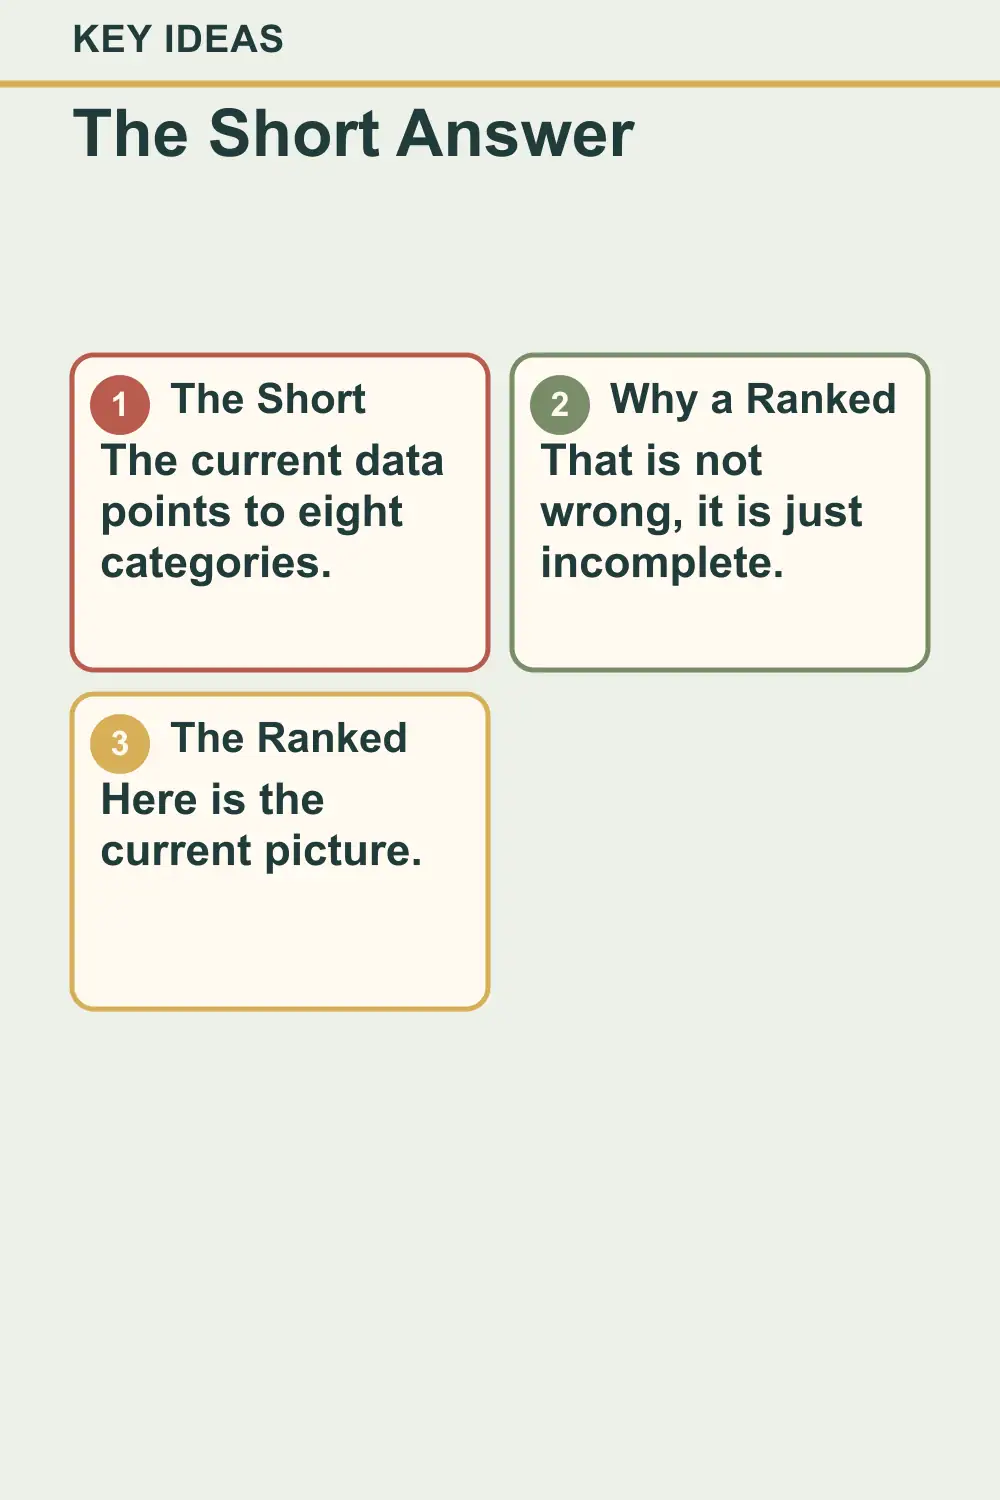 KEY IDEAS
The Short Answer
1 The Short
The current data
points to eight
categories.
2 Why a Ranked
That is not
wrong, it is just
incomplete.
3 The Ranked
Here is the
current picture.